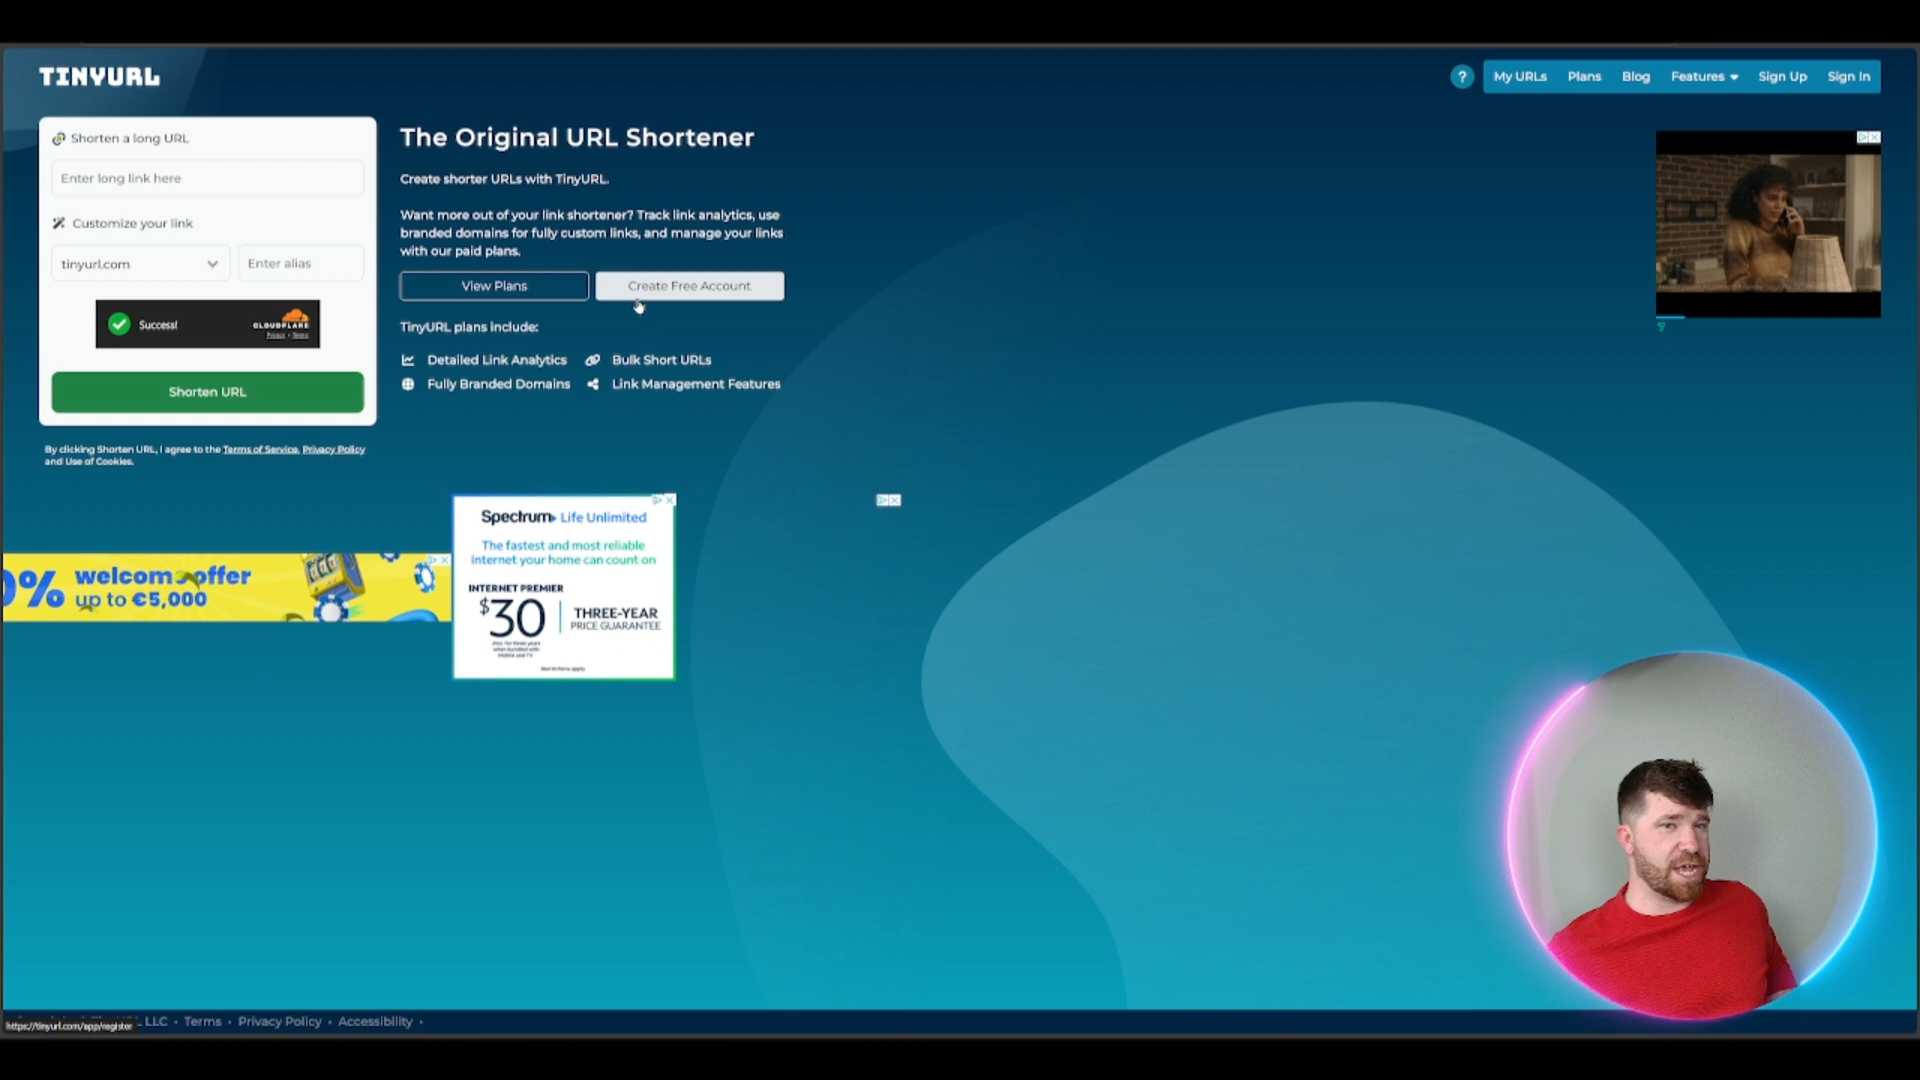 TINYURL
?
My URLs
Plans
Blog
Features
Sign Up
Sign In
Shorten a long URL
Enter long link here
Customize your link
tinyurl.com
Enter alias
Success!
CLOUDFLARE
Privacy • Terms
Shorten URL
By clicking Shorten URL, I agree to the Terms of Service, Privacy Policy
and Use of Cookies.
The Original URL Shortener
Create shorter URLs with TinyURL.
Want more out of your link shortener? Track link analytics, use
branded domains for fully custom links, and manage your links
with our paid plans.
View Plans
Create Free Account
TinyURL plans include:
Detailed Link Analytics
Bulk Short URLs
Fully Branded Domains
Link Management Features
0% welcome offer
up to €5,000
Spectrum Life Unlimited
The fastest and most reliable
Internet your home can count on
INTERNET PREMIER
$30
THREE-YEAR
PRICE GUARANTEE
https://tinyurl.com/app/register
LLC • Terms • Privacy Policy • Accessibility •